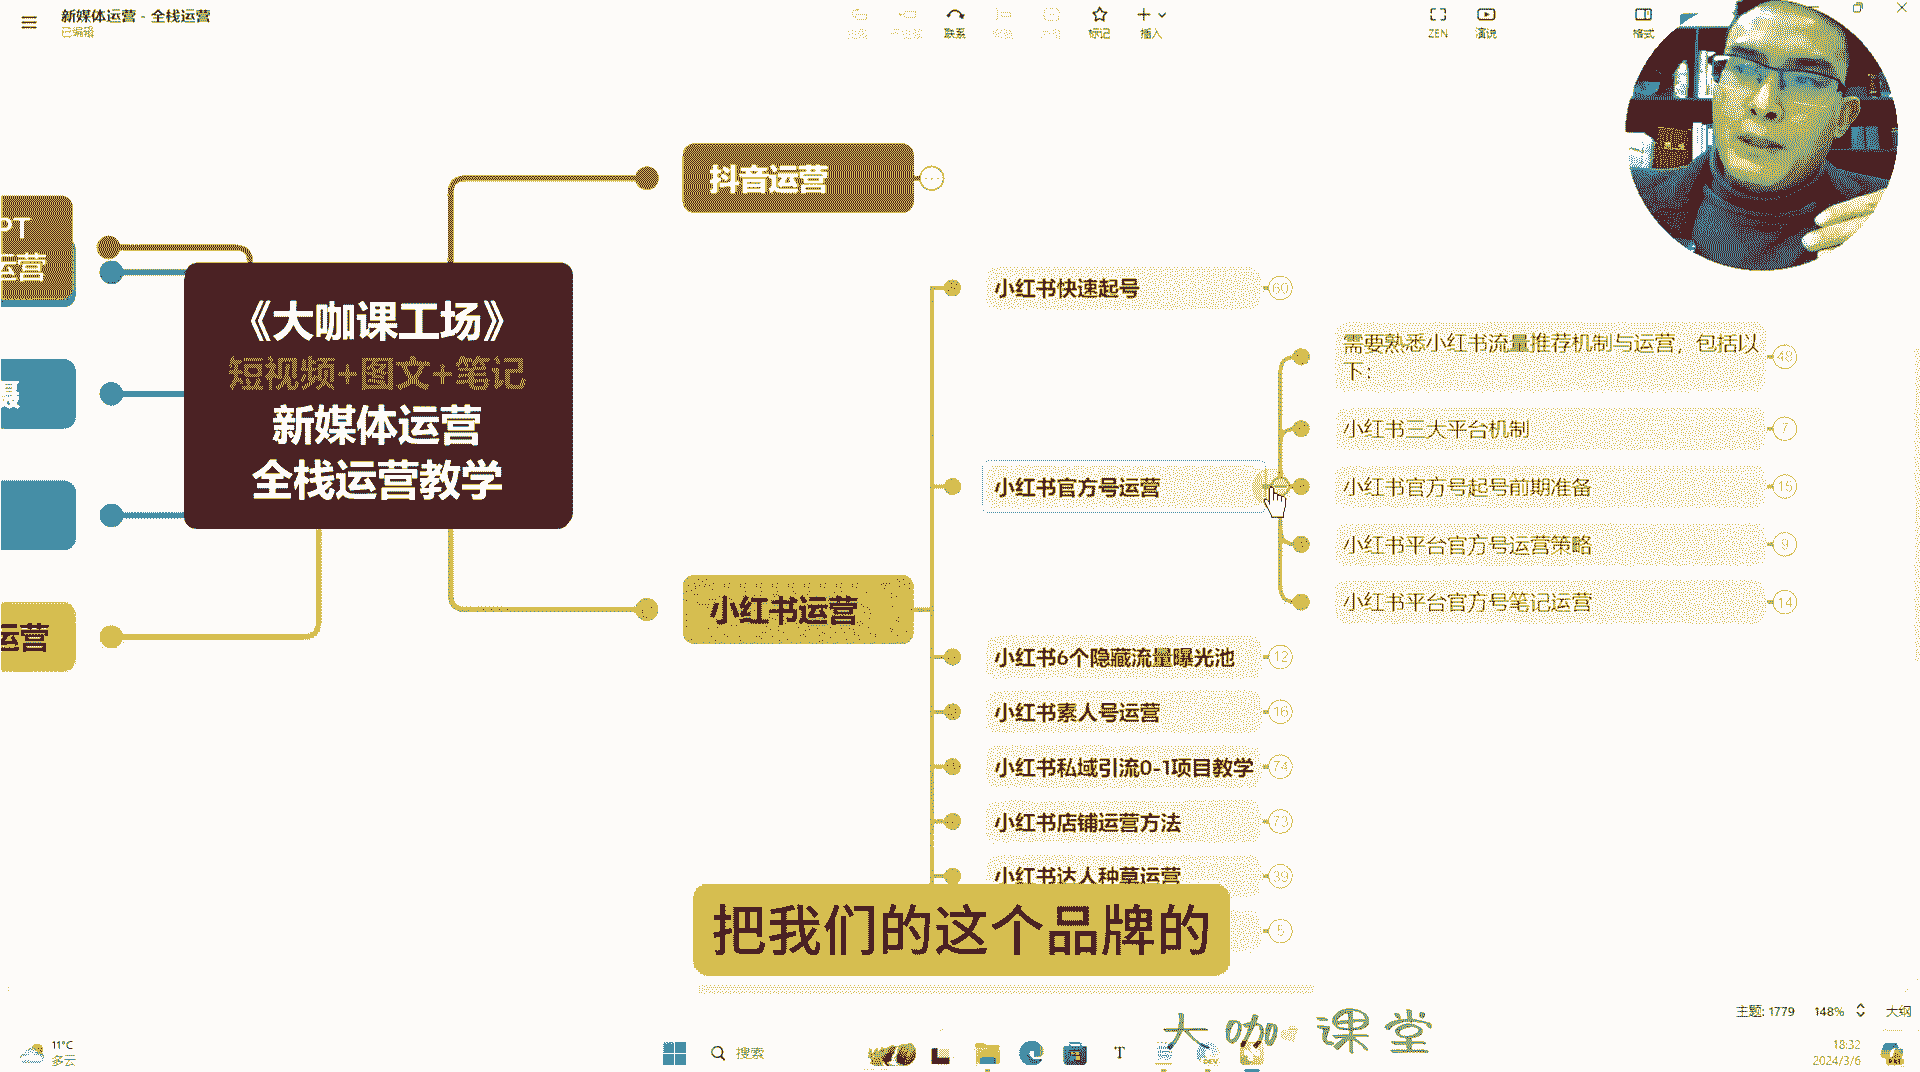 新媒体运营 - 全栈运营
已编辑
联系
标记
插入
ZEN
演说
格式
抖音运营
PT
运营
《大咖课工场》
短视频+图文+笔记
新媒体运营
全栈运营教学
小红书快速起号
60
需要熟悉小红书流量推荐机制与运营，包括以
下：
48
小红书三大平台机制
7
小红书官方号运营
小红书官方号起号前期准备
15
小红书平台官方号运营策略
9
小红书平台官方号笔记运营
14
小红书运营
运营
小红书6个隐藏流量曝光池
12
小红书素人号运营
16
小红书私域引流0-1项目教学
74
小红书店铺运营方法
73
小红书达人种草运营
39
5
把我们的这个品牌的
主题: 1779
148%
大纲
大咖课堂
11°C
多云
搜索
18:32
2024/3/6